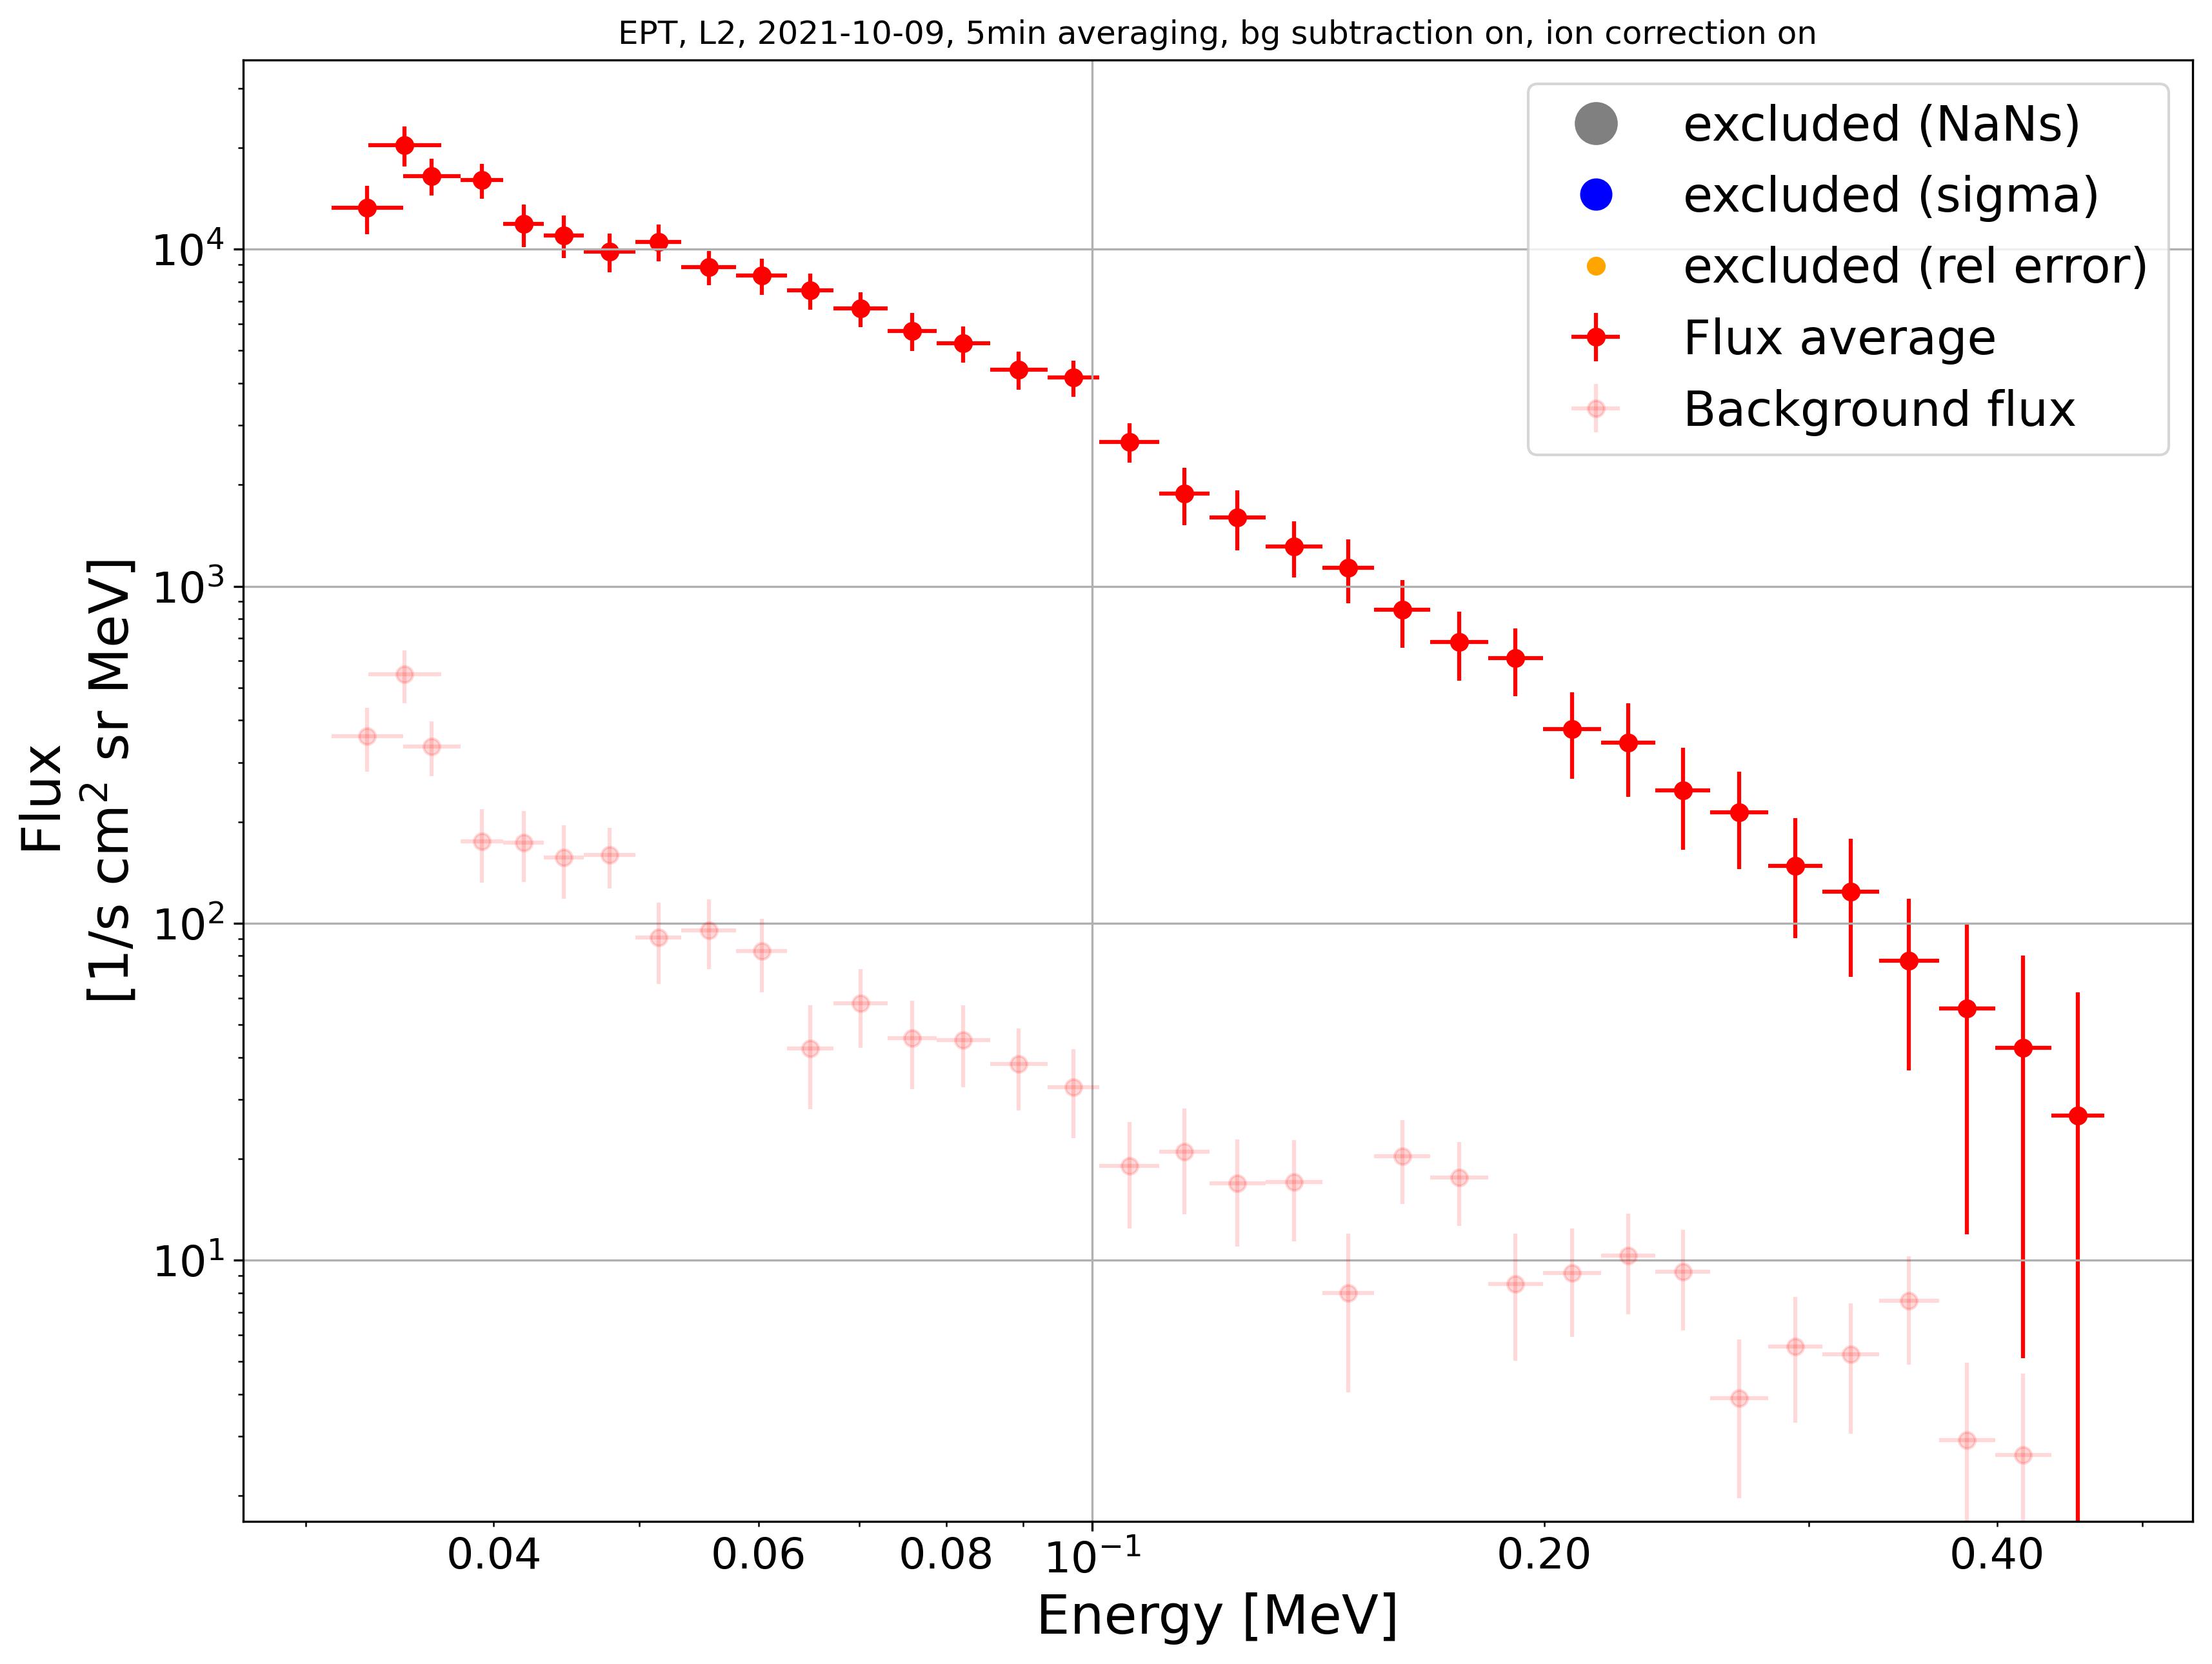 EPT, L2, 2021-10-09, 5min averaging, bg subtraction on, ion correction on
excluded (NaNs)
excluded (sigma)
excluded (rel error)
Flux average
Background flux
Flux
[1/s cm² sr MeV]
10⁴
10³
10²
10¹
0.04 0.06 0.08 10⁻¹ 0.20 0.40
Energy [MeV]